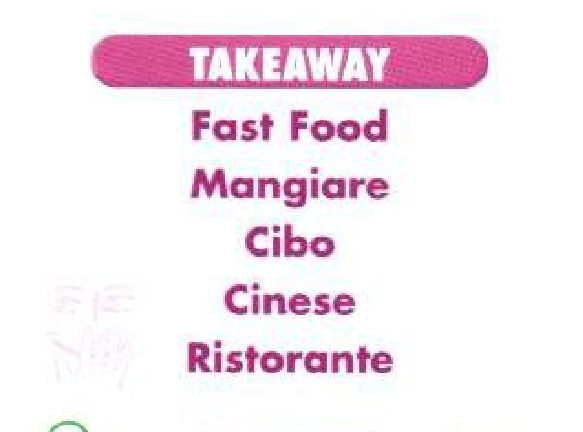 TAKEAWAY
Fast Food
Mangiare
Cibo
Cinese
Ristorante